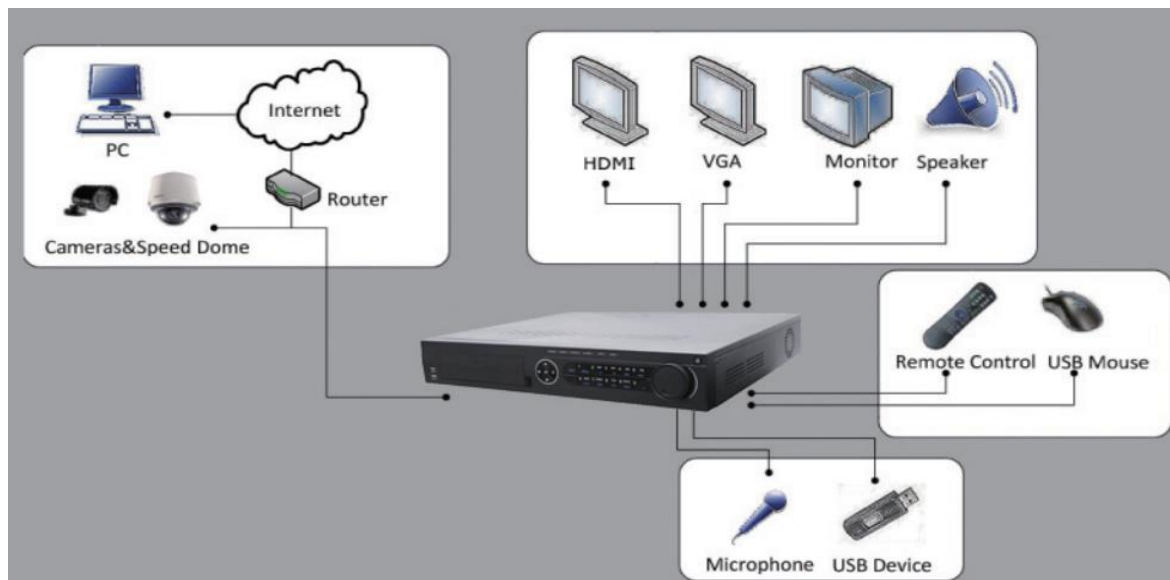 Internet
PC
Router
Cameras&Speed Dome
HDMI
VGA
Monitor
Speaker
Remote Control
USB Mouse
Microphone
USB Device